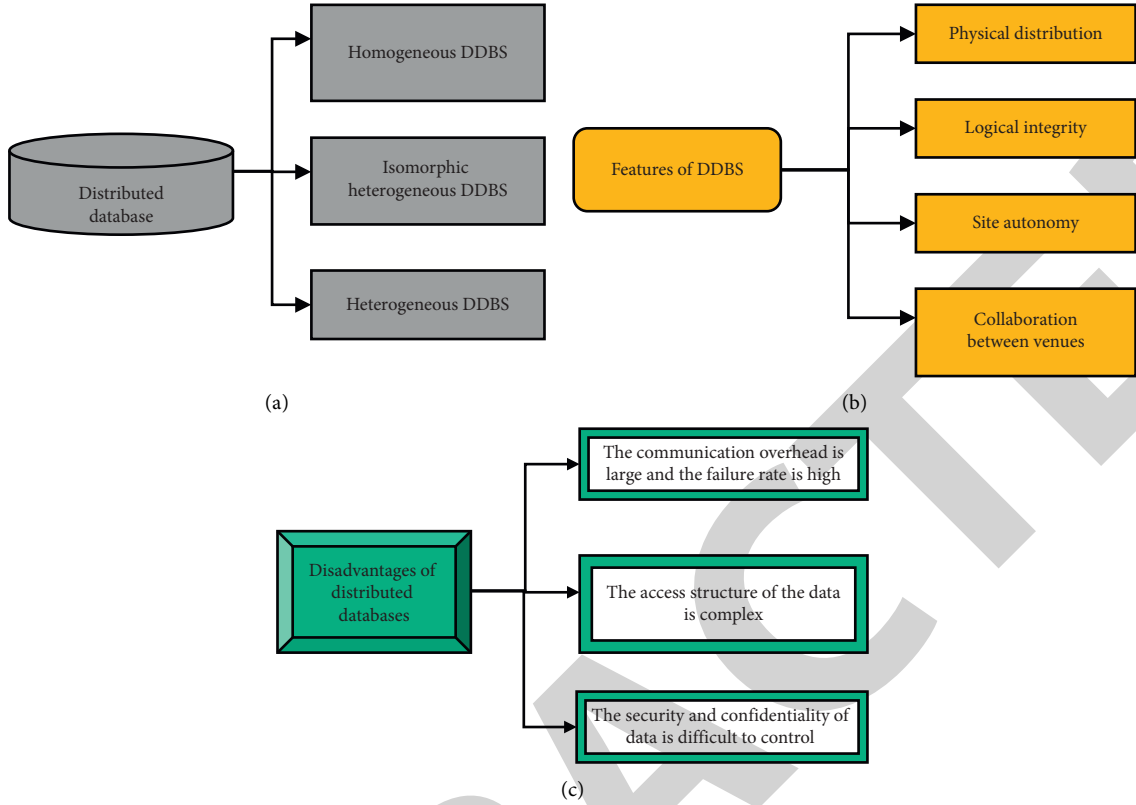 Distributed
database
Homogeneous DDBS
Isomorphic
heterogeneous DDBS
Heterogeneous DDBS
(a)
Features of DDBS
Physical distribution
Logical integrity
Site autonomy
Collaboration
between venues
(b)
Disadvantages of
distributed
databases
The communication overhead is
large and the failure rate is high
The access structure of the data
is complex
The security and confidentiality of
data is difficult to control
(c)